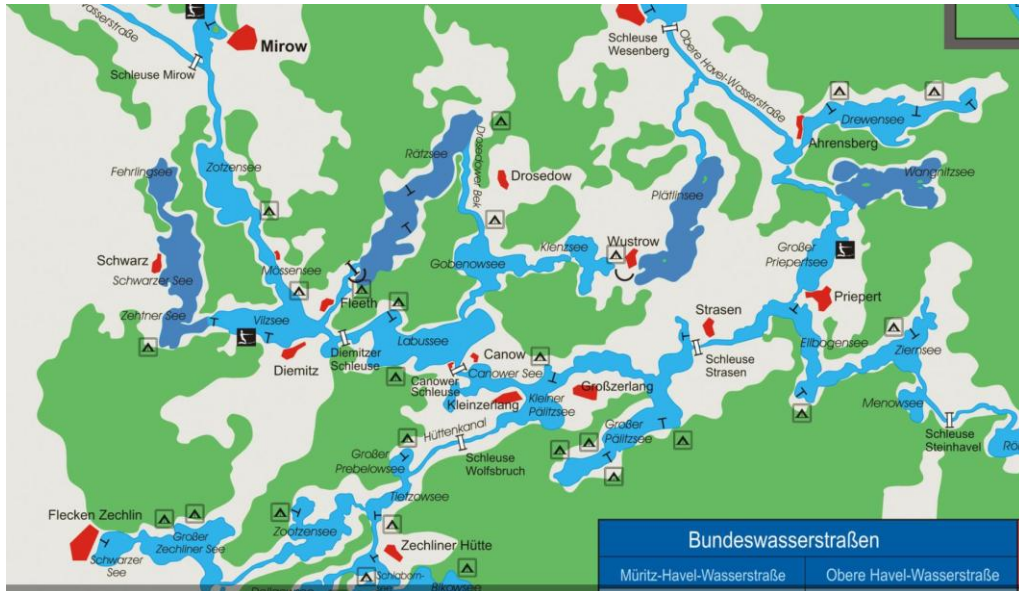 Mirow
Schleuse Mirow
Schleuse
Wesenberg
Obere Havel-Wasserstraße
Drewensee
Ahrensberg
Wangnitzsee
Fehrlingsee
Zotzensee
Rätzsee
Drosedower Bek
Drosedow
Plätlinsee
Schwarz
Schwarzer See
Mössensee
Gobenowsee
Klenzsee
Wustrow
Großer
Priepertsee
Zethner See
Vilzsee
Fleeth
Priepert
Diemitz
Diemitzer
Schleuse
Labussee
Strasen
Schleuse
Strasen
Ellbogensee
Ziernsee
Canow
Canower
Schleuse
Canower See
Kleinzerlang
Kleiner
Pälitzsee
Großzerlang
Menowsee
Großer
Pälitzsee
Schleuse
Steinhavel
Hüttenkanal
Schleuse
Wolfsbruch
Großer
Prebelowsee
Tietzowsee
Flecken Zechlin
Schwarzer
See
Großer
Zechliner See
Zootzensee
Zechliner Hütte
Bundeswasserstraßen
Müritz-Havel-Wasserstraße
Obere Havel-Wasserstraße